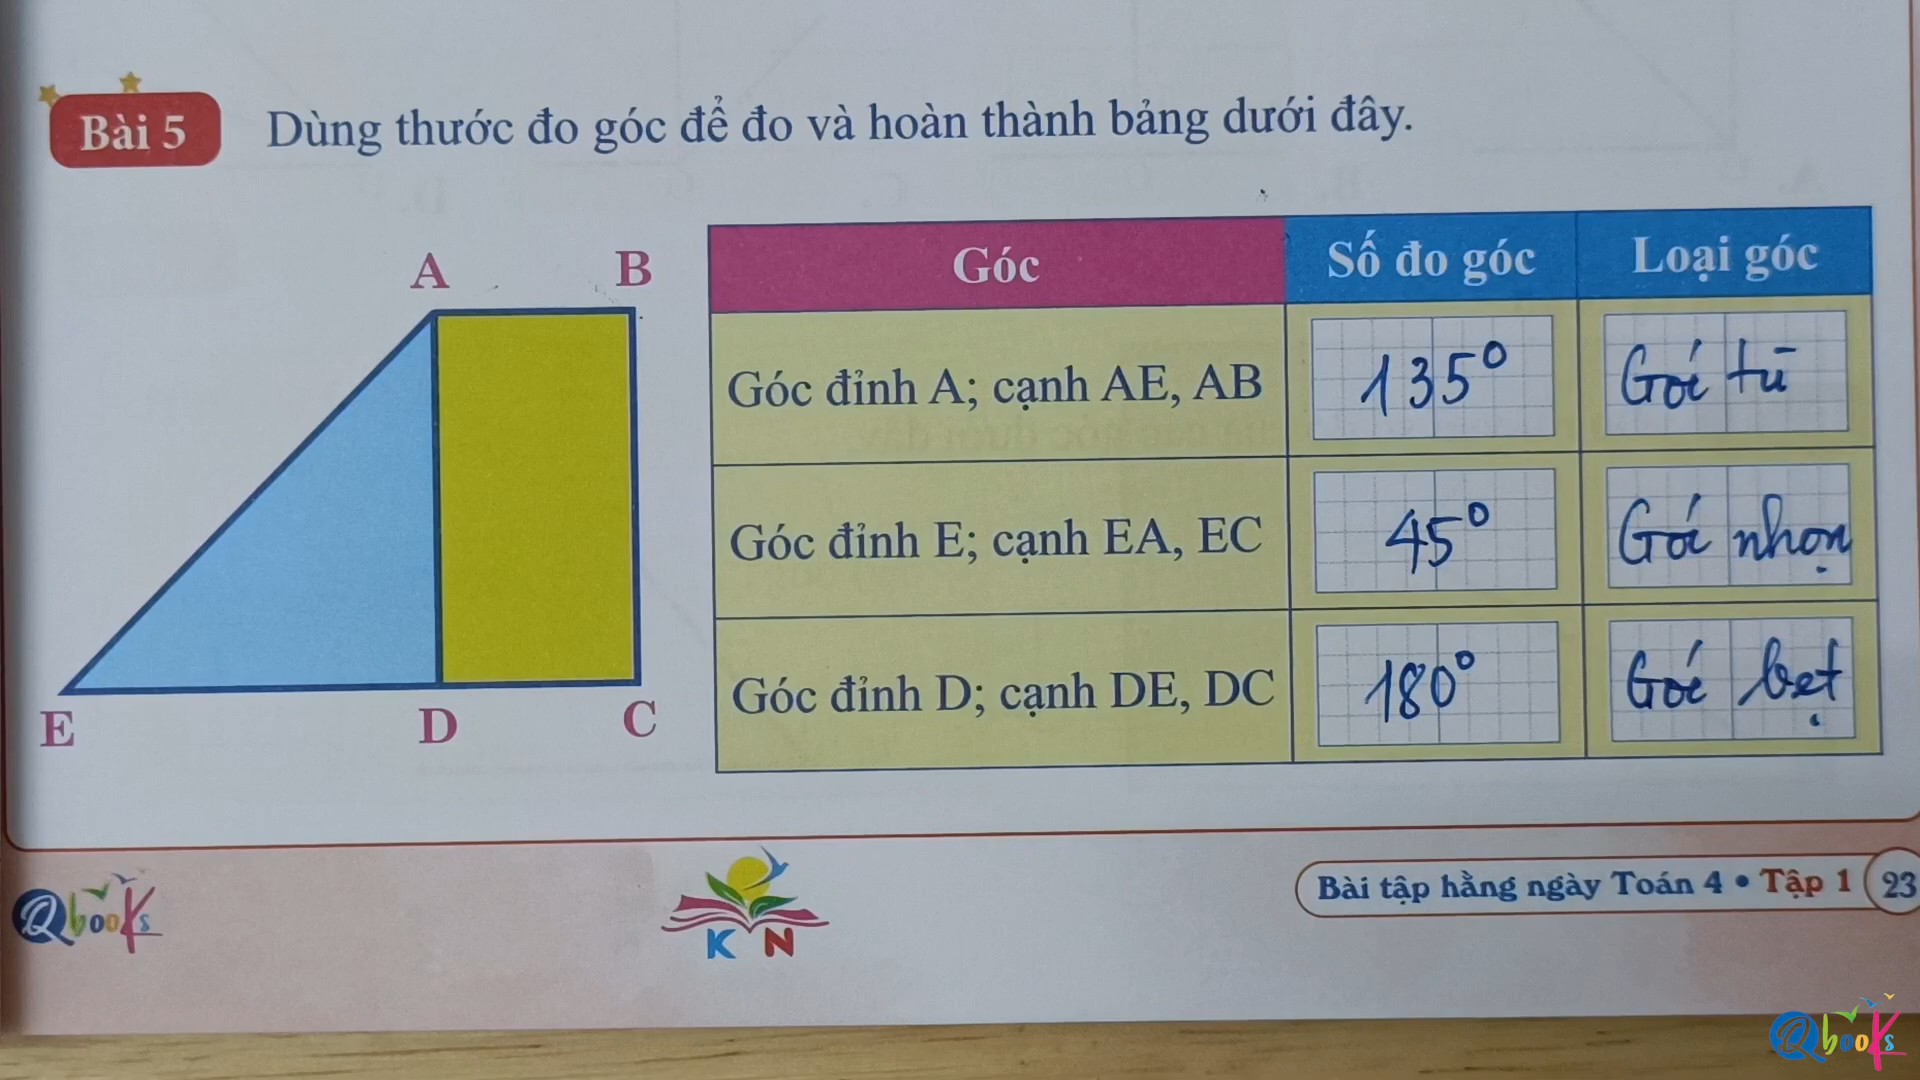 Bài 5 Dùng thước đo góc để đo và hoàn thành bảng dưới đây.
A B
E D C
Góc Số đo góc Loại góc
Góc đỉnh A; cạnh AE, AB 135° Góc tù
Góc đỉnh E; cạnh EA, EC 45° Góc nhọn
Góc đỉnh D; cạnh DE, DC 180° Góc bẹt
Qbooks
K N
Bài tập hằng ngày Toán 4 • Tập 1 23
Qbooks